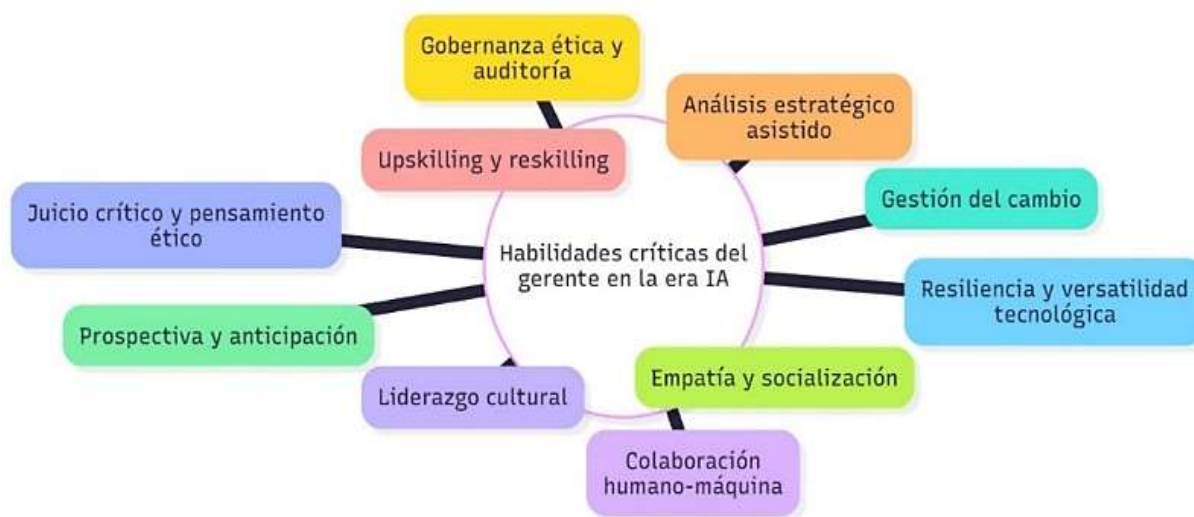 Gobernanza ética y
auditoría
Análisis estratégico
asistido
Upskilling y reskilling
Gestión del cambio
Juicio crítico y pensamiento
ético
Habilidades críticas del
gerente en la era IA
Resiliencia y versatilidad
tecnológica
Prospectiva y anticipación
Empatía y socialización
Liderazgo cultural
Colaboración
humano-máquina